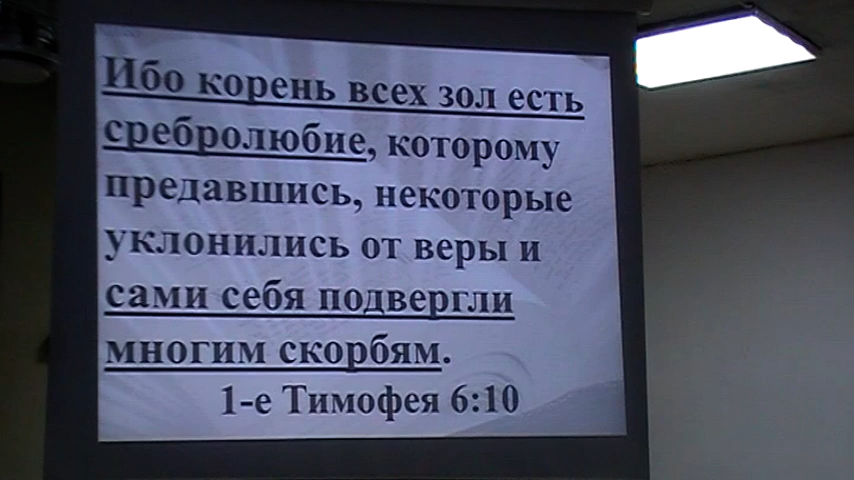 Ибо корень всех зол есть
сребролюбие, которому
предавшись, некоторые
уклонились от веры и
сами себя подвергли
многим скорбям.
1-е Тимофея 6:10